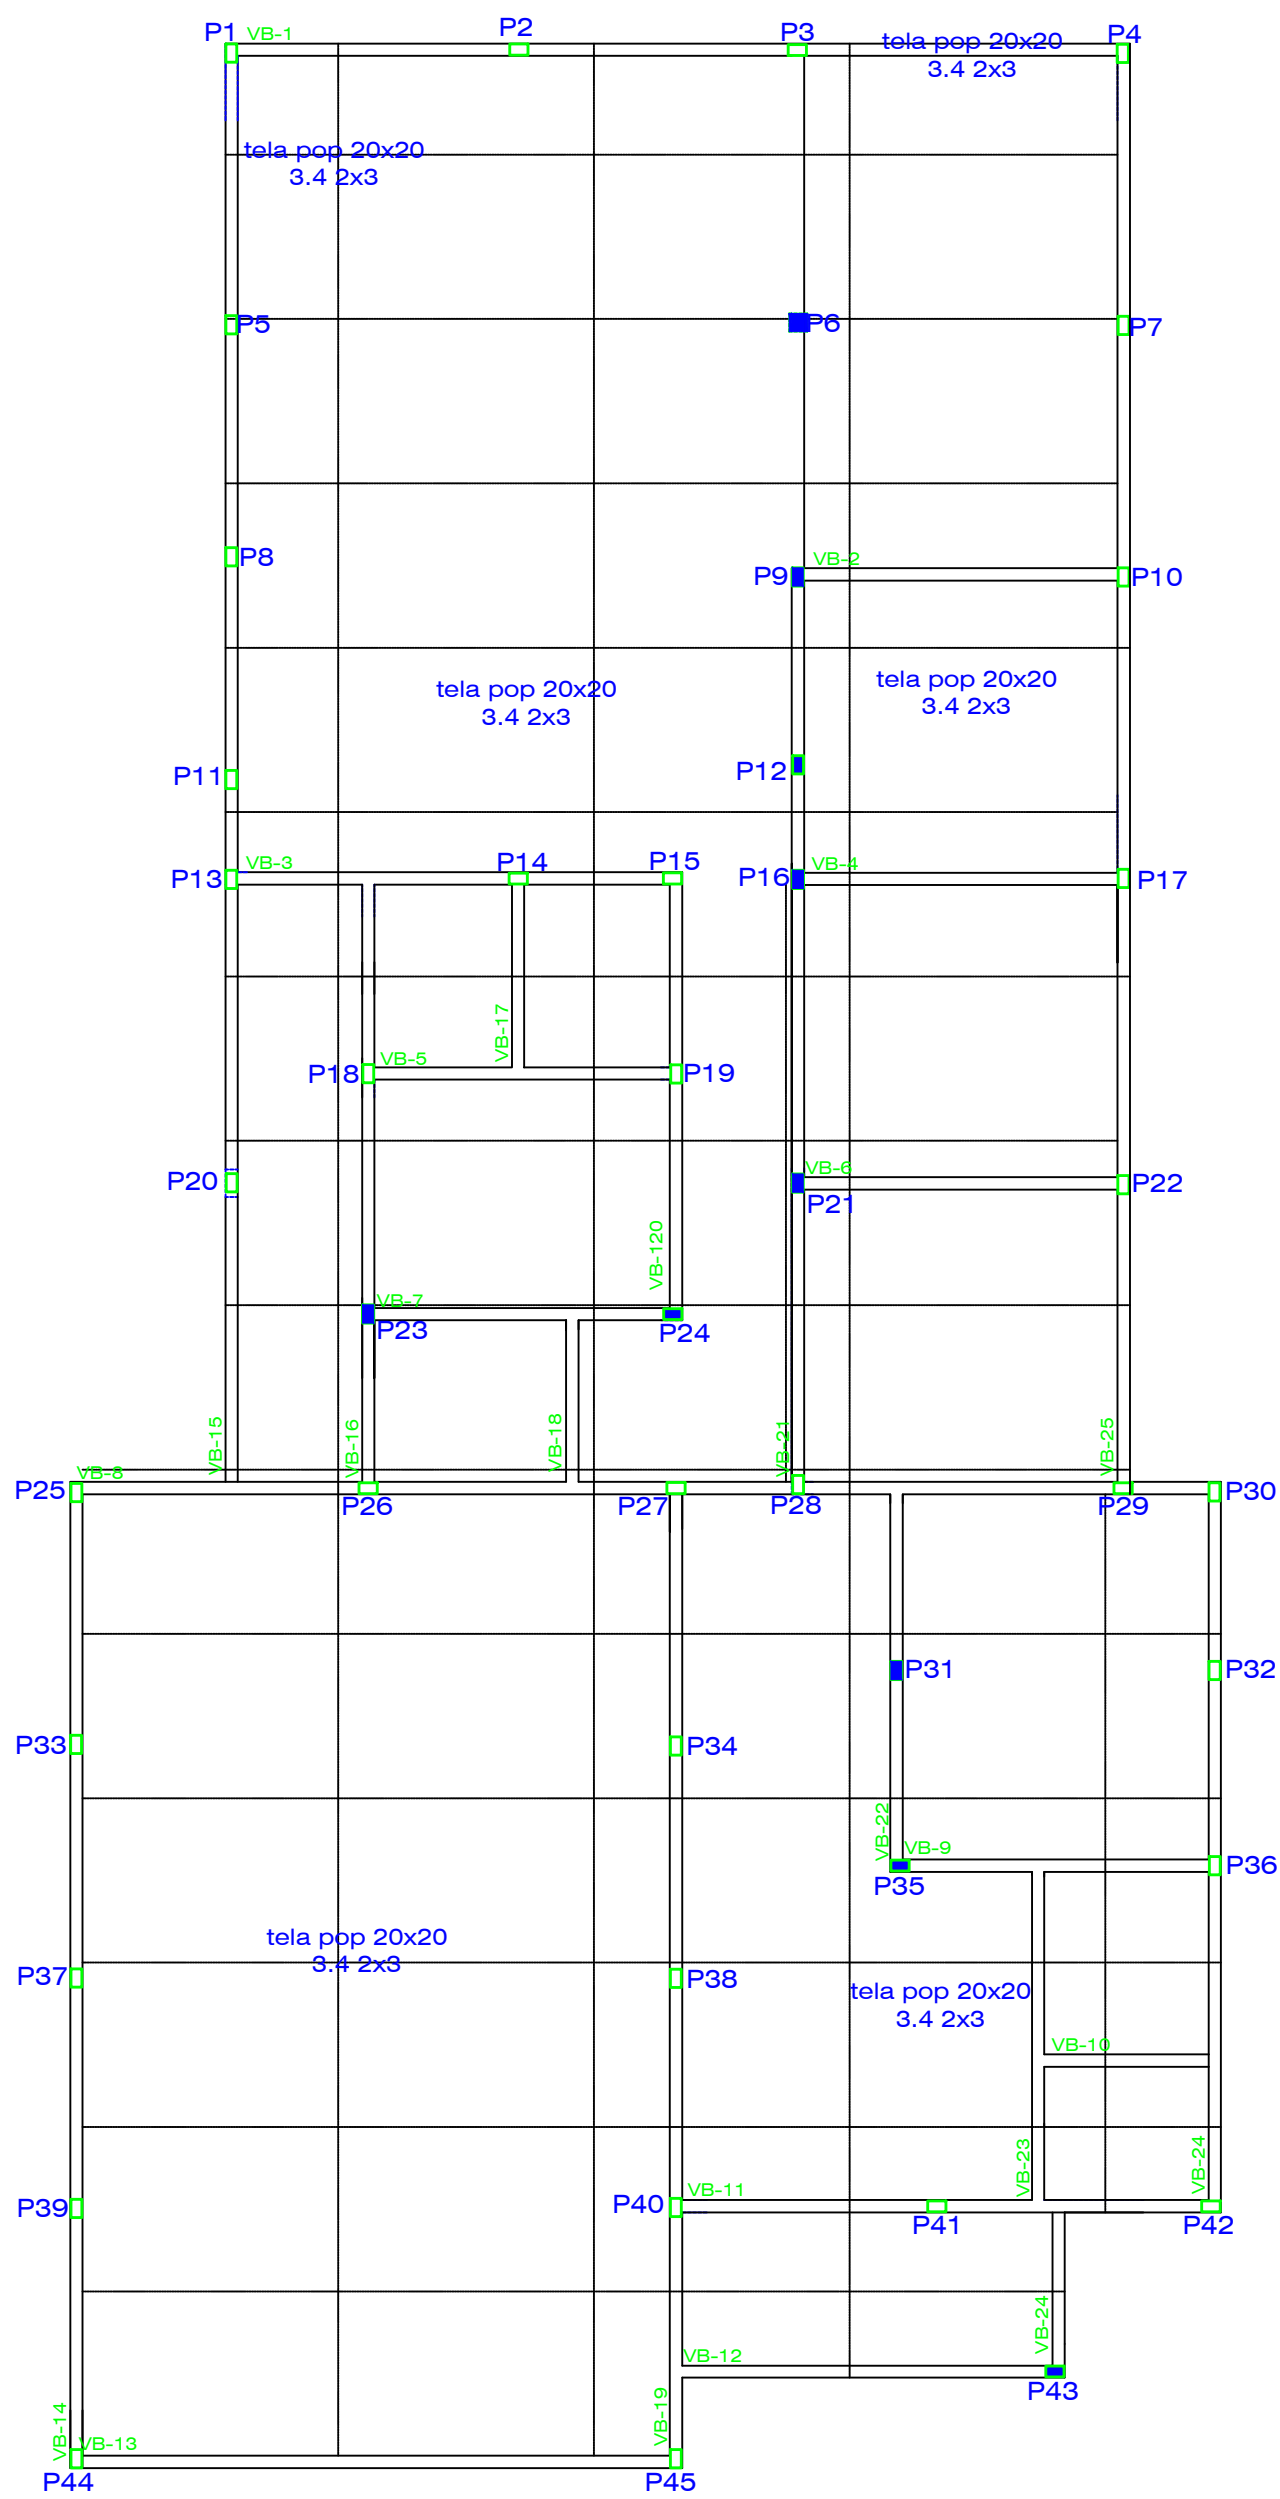 P1
VB-1
P2
P3
P4
tela pop 20x20
3.4 2x3
tela pop 20x20
3.4 2x3
P5
P6
P7
P8
VB-2
P9
P10
tela pop 20x20
3.4 2x3
tela pop 20x20
3.4 2x3
P11
P12
P13
VB-3
P14
P15
P16
VB-4
P17
VB-17
P18
VB-5
P19
P20
VB-6
P21
P22
VB-120
VB-7
P23
P24
VB-15
VB-16
VB-18
VB-21
VB-25
P25
VB-8
P26
P27
P28
P29
P30
P31
P32
P33
P34
VB-22
VB-9
P35
P36
tela pop 20x20
3.4 2x3
P37
P38
tela pop 20x20
3.4 2x3
VB-10
VB-23
VB-24
P39
P40
VB-11
P41
P42
VB-24
VB-12
P43
VB-14
VB-13
VB-19
P44
P45